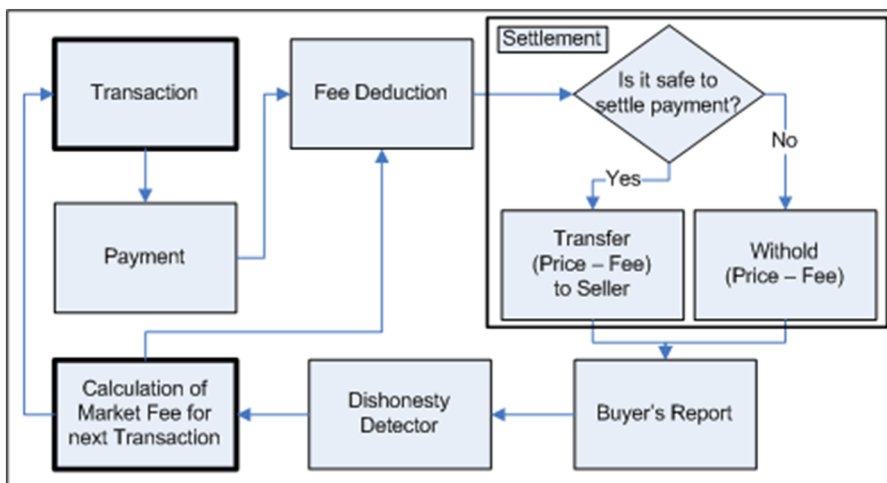 Settlement
Transaction
Fee Deduction
Is it safe to
settle payment?
No
Yes
Payment
Transfer
(Price – Fee)
to Seller
Withold
(Price – Fee)
Calculation of
Market Fee for
next Transaction
Dishonesty
Detector
Buyer's Report